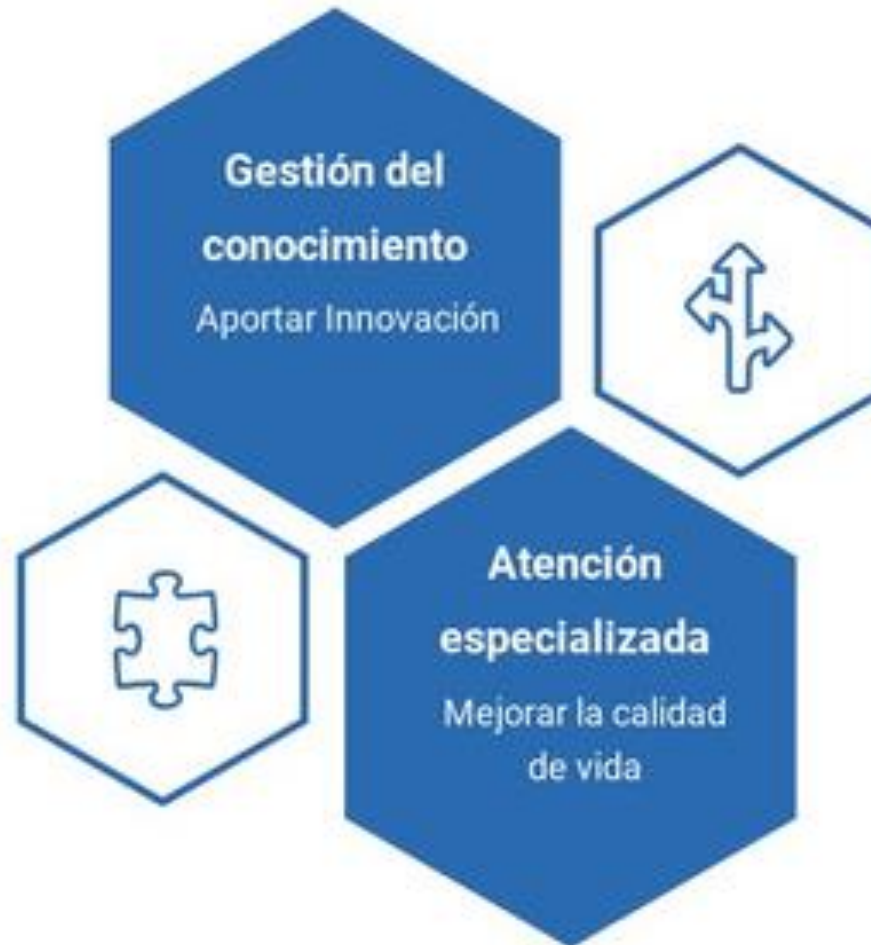 Gestión del
conocimiento
Aportar Innovación
Atención
especializada
Mejorar la calidad
de vida